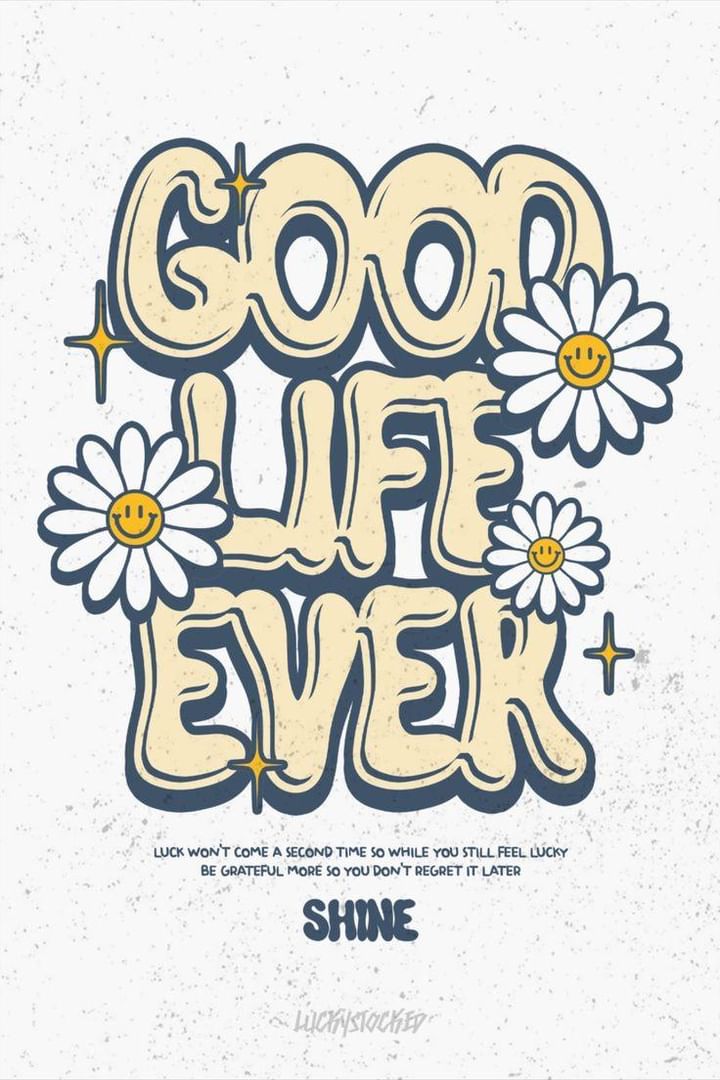 GOOD
LIFE
EVER
LUCK WON'T COME A SECOND TIME SO WHILE YOU STILL FEEL LUCKY
BE GRATEFUL MORE SO YOU DON'T REGRET IT LATER
SHINE
LUCKYSTOCKED